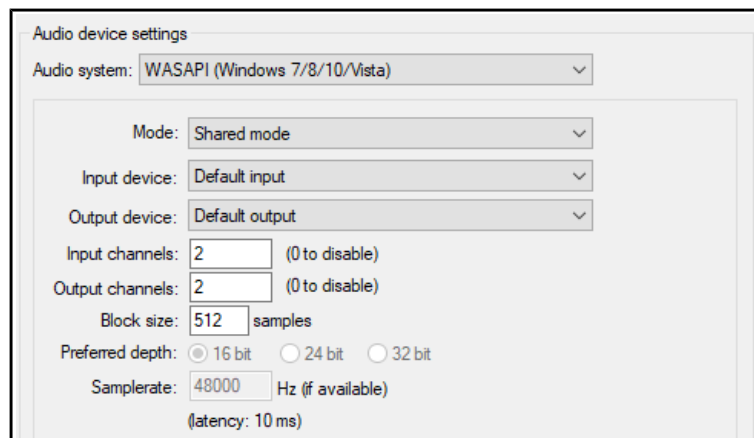 Audio device settings
Audio system: WASAPI (Windows 7/8/10/Vista)
Mode: Shared mode
Input device: Default input
Output device: Default output
Input channels: 2 (0 to disable)
Output channels: 2 (0 to disable)
Block size: 512 samples
Preferred depth: 16 bit 24 bit 32 bit
Samplerate: 48000 Hz (if available)
(latency: 10 ms)